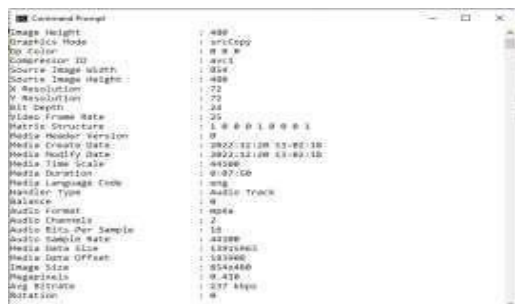 Command Prompt
Image Height : 480
Graphics Mode : srcCopy
Op Color : 0 0 0
Compressor ID : avc1
Source Image Width : 854
Source Image Height : 480
X Resolution : 72
Y Resolution : 72
Bit Depth : 24
Video Frame Rate : 25
Matrix Structure : 1 0 0 0 1 0 0 0 1
Media Header Version : 0
Media Create Date : 2022:12:20 13:02:18
Media Modify Date : 2022:12:20 13:02:18
Media Time Scale : 44100
Media Duration : 0:07:50
Media Language Code : eng
Handler Type : Audio Track
Balance : 0
Audio Format : mp4a
Audio Channels : 2
Audio Bits Per Sample : 16
Audio Sample Rate : 44100
Media Data Size :
Media Data Offset :
Image Size : 854x480
Megapixels : 0.410
Avg Bitrate : 237 kbps
Rotation : 0